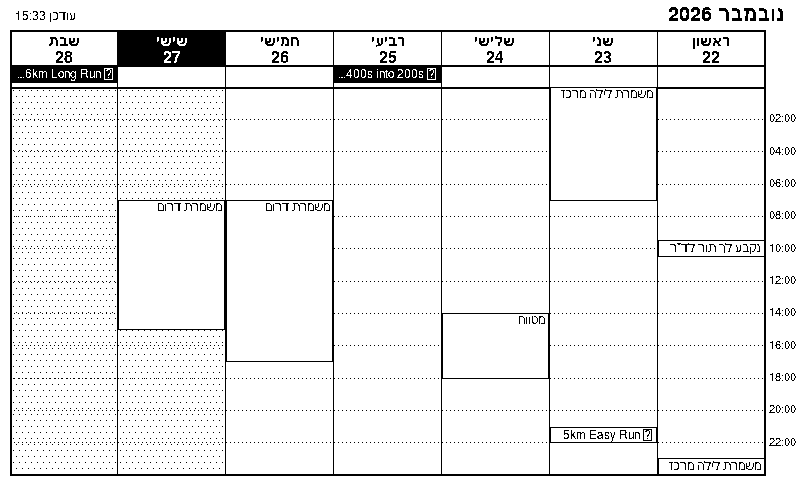 נובמבר 2026
עודכן 15:33
ראשון
22
שני
23
שלישי
24
רביעי
25
חמישי
26
שישי
27
שבת
28
400s into 200s...
6km Long Run...
משמרת לילה מרכז
02:00
04:00
06:00
משמרת דרום
משמרת דרום
08:00
נקבע לך תור לד״ר
10:00
12:00
מטווח
14:00
16:00
18:00
20:00
5km Easy Run
22:00
משמרת לילה מרכז